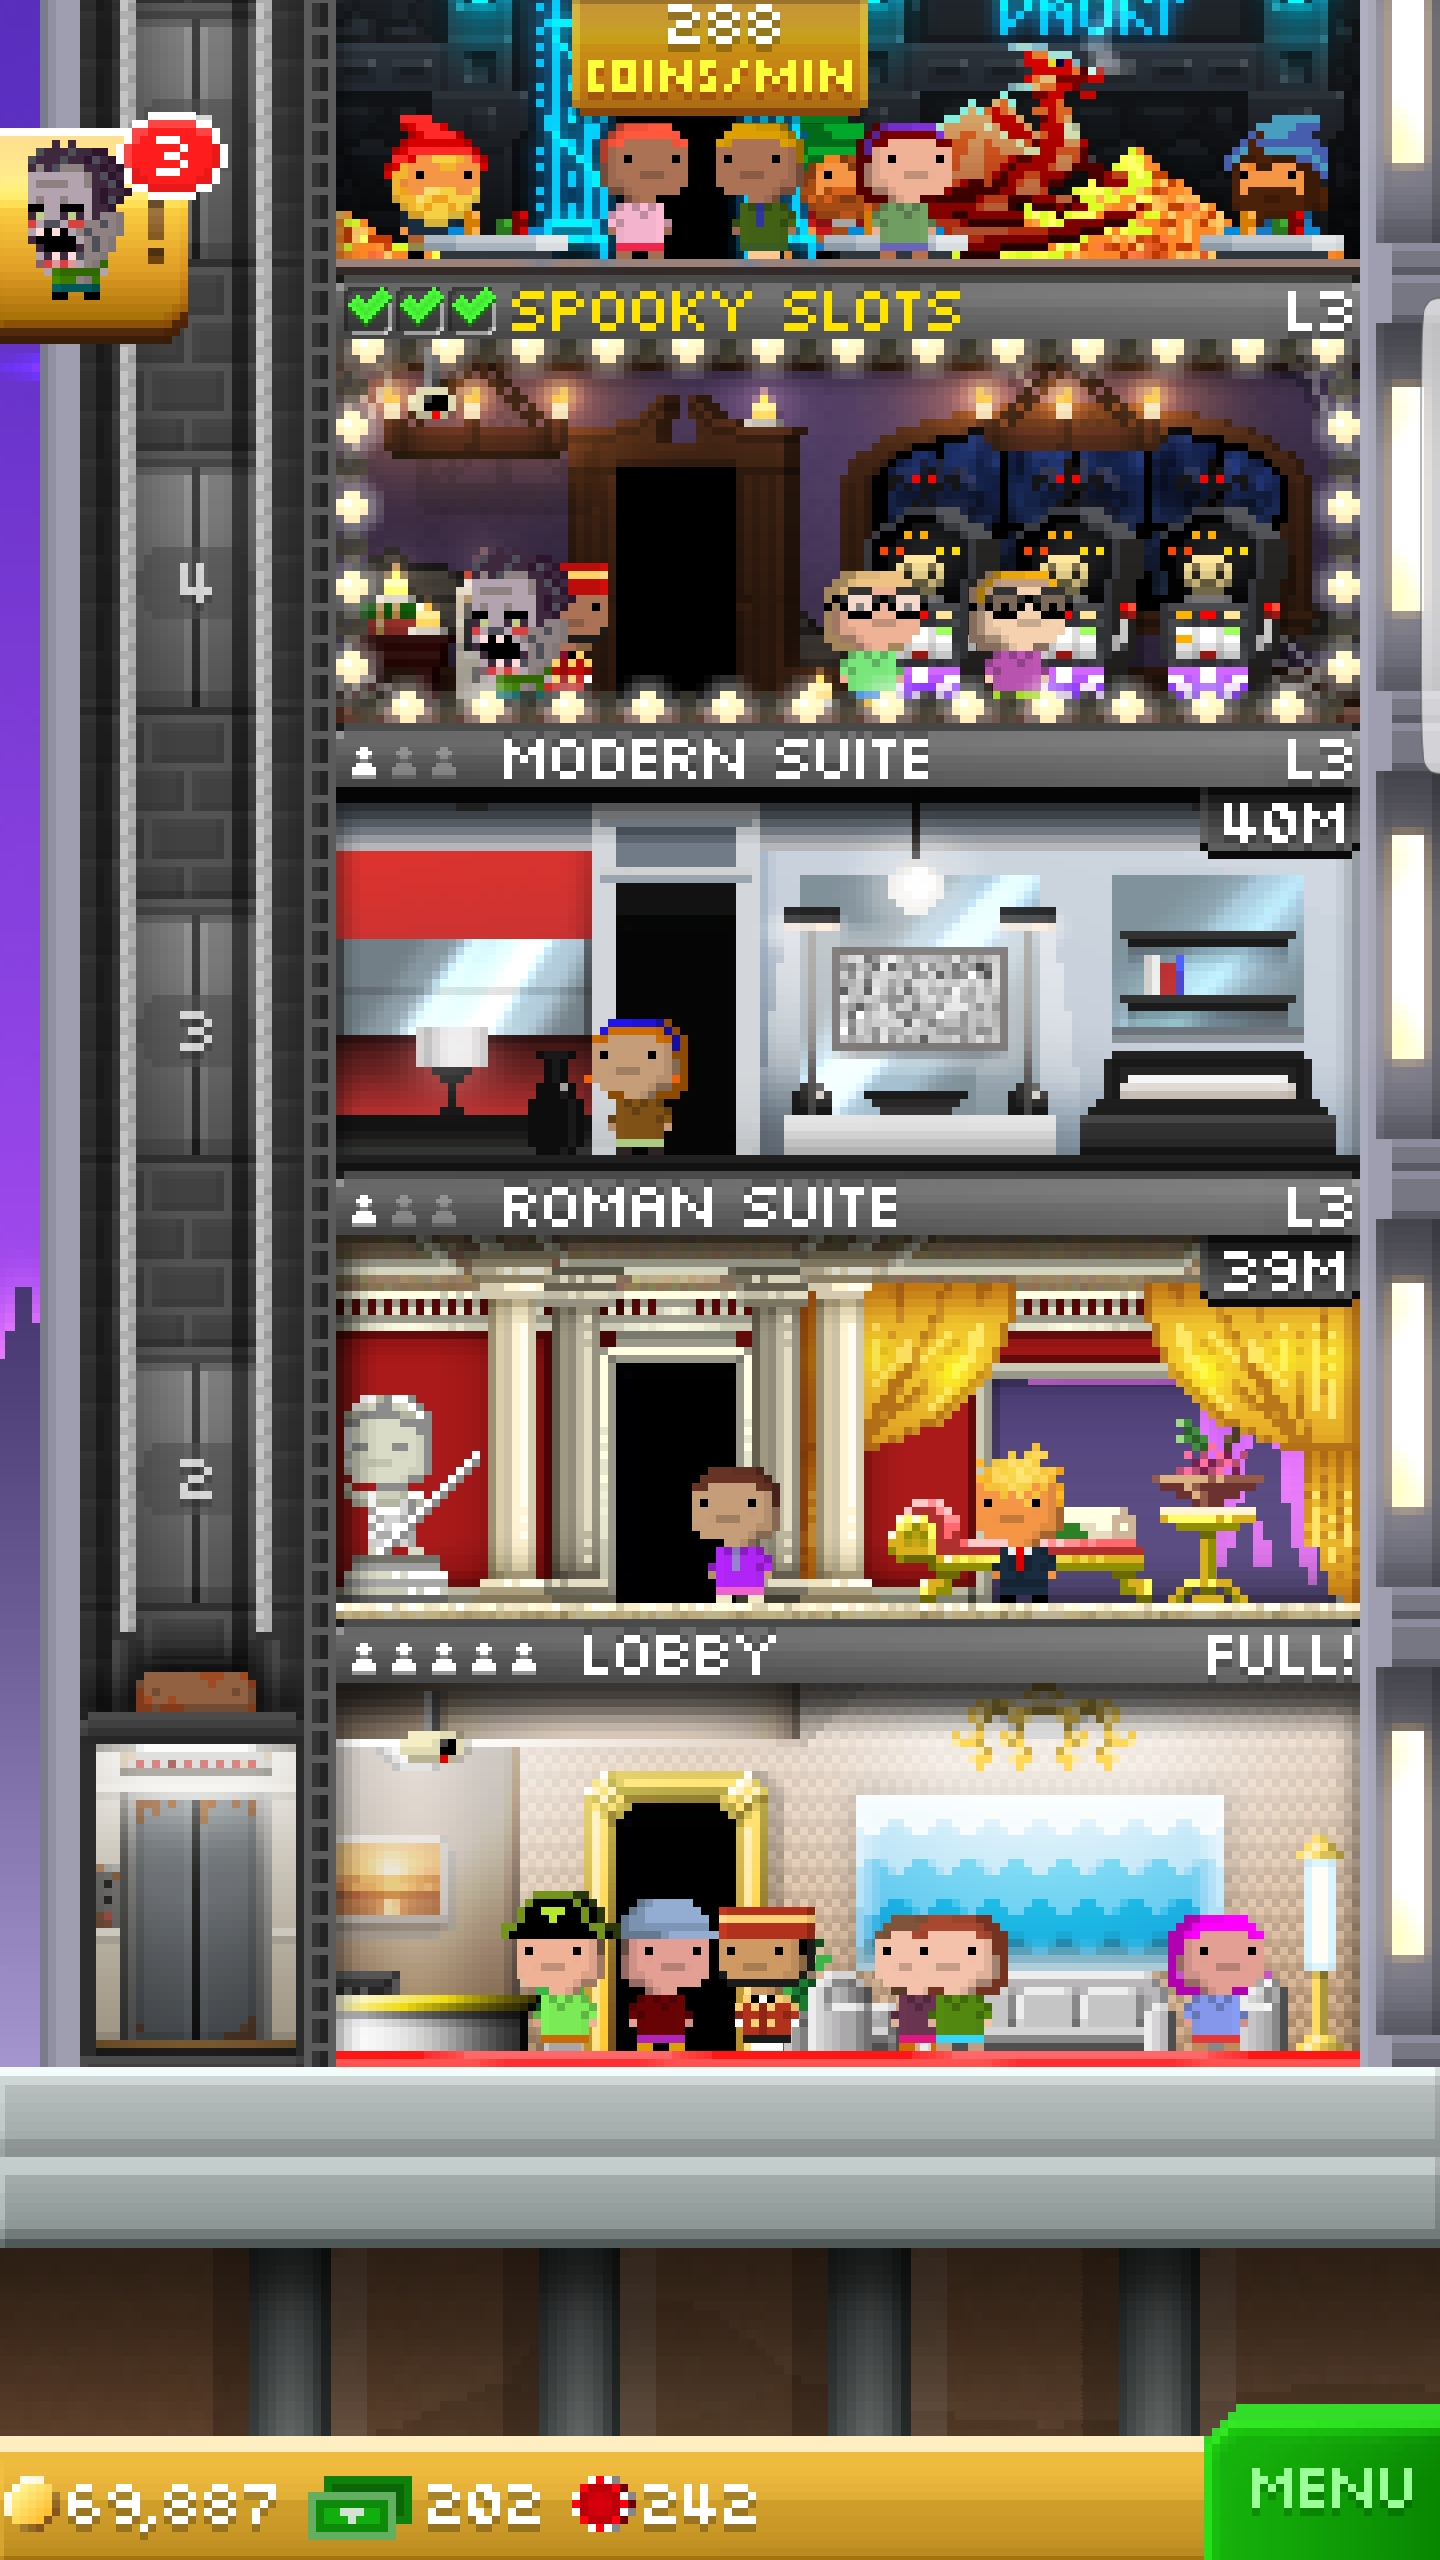 288
COINS/MIN
3
!
SPOOKY SLOTS L3
4
MODERN SUITE L3
40M
3
ROMAN SUITE L3
39M
2
LOBBY FULL!
69,887 202 242
MENU